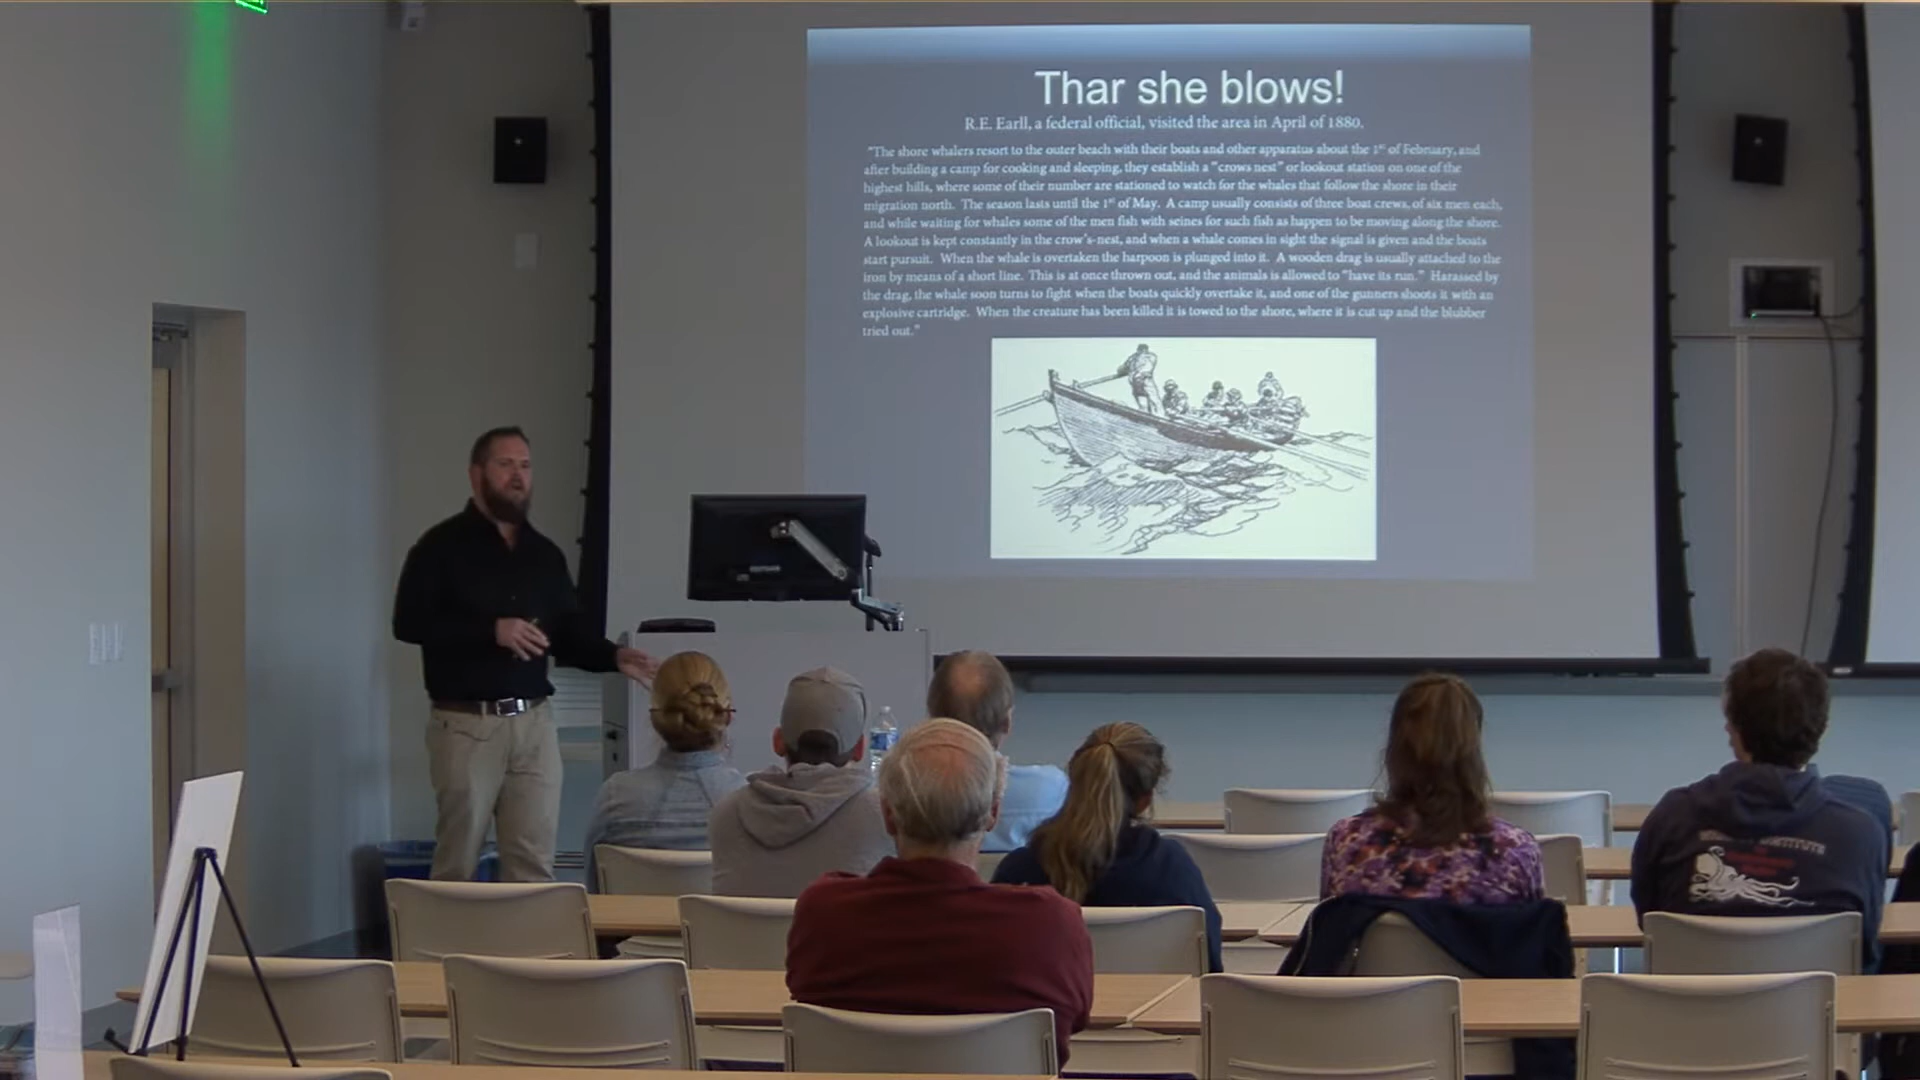 Thar she blows!
R.E. Earll, a federal official, visited the area in April of 1880.
"The shore whalers resort to the outer beach with their boats and other apparatus about the 1st of February, and
after building a camp for cooking and sleeping, they establish a "crows nest" or lookout station on one of the
highest hills, where some of their number are stationed to watch for the whales that follow the shore in their
migration north. The season lasts until the 1st of May. A camp usually consists of three boat crews, of six men each,
and while waiting for whales some of the men fish with seines for such fish as happen to be moving along the shore.
A lookout is kept constantly in the crow's-nest, and when a whale comes in sight the signal is given and the boats
start pursuit. When the whale is overtaken the harpoon is plunged into it. A wooden drag is usually attached to the
iron by means of a short line. This is at once thrown out, and the animals is allowed to "have its run." Harassed by
the drag, the whale soon turns to fight when the boats quickly overtake it, and one of the gunners shoots it with an
explosive cartridge. When the creature has been killed it is towed to the shore, where it is cut up and the blubber
tried out."